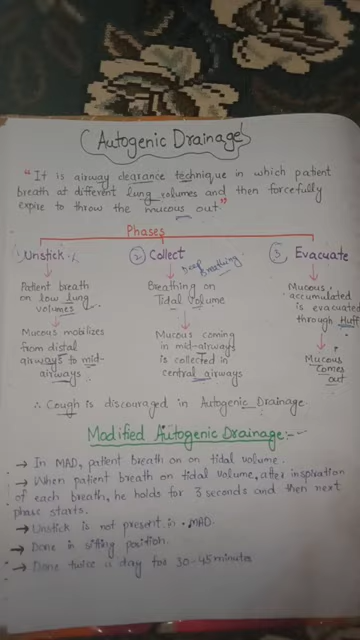 Autogenic Drainage
"It is airway clearance technique in which patient
breath at different lung volumes and then forcefully
expire to throw the mucous out"
Phases
1) Unstick
Patient breath
on low lung
volumes
Mucous mobilizes
from distal
airways to mid-
airways
2) Collect
Deep Breathing
Breathing on
Tidal volume
Mucous coming
in mid-airways
is collected in
central airways
3) Evacuate
Mucous
accumulated
is evacuated
through Huff
Mucous
comes
out
∴ Cough is discouraged in Autogenic Drainage.
Modified Autogenic Drainage:-
→ In MAD, patient breath on on tidal volume.
→ When patient breath on tidal volume, after inspiration
of each breath, he holds for 3 seconds and then next
phase starts.
→ Unstick is not present in MAD.
→ Done in sitting position.
→ Done twice a day for 30-45 minutes